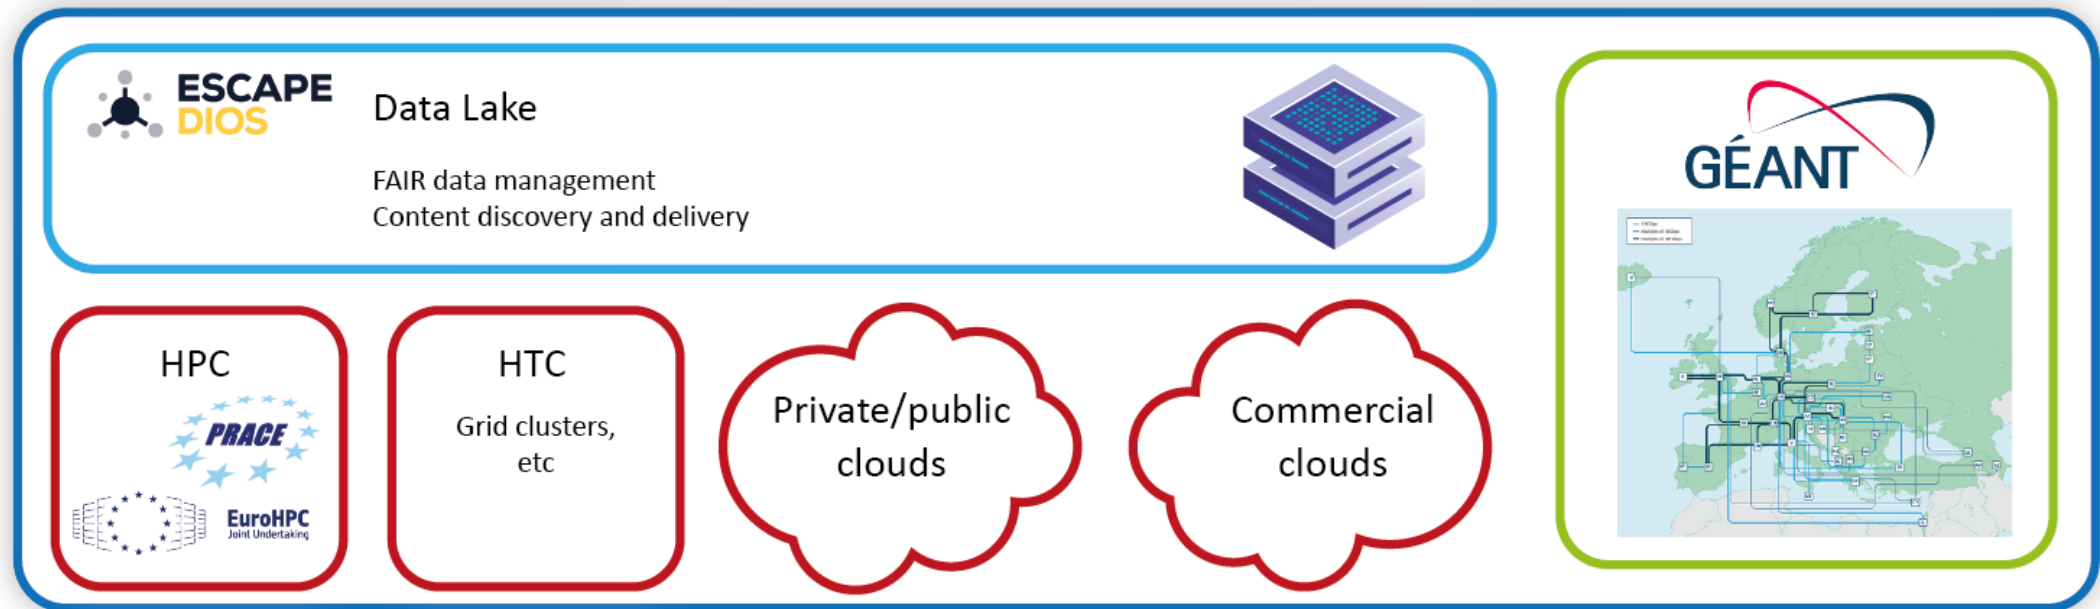 ESCAPE
DIOS
Data Lake
FAIR data management
Content discovery and delivery
GÉANT
HPC
PRACE
EuroHPC
Joint Undertaking
HTC
Grid clusters,
etc
Private/public
clouds
Commercial
clouds